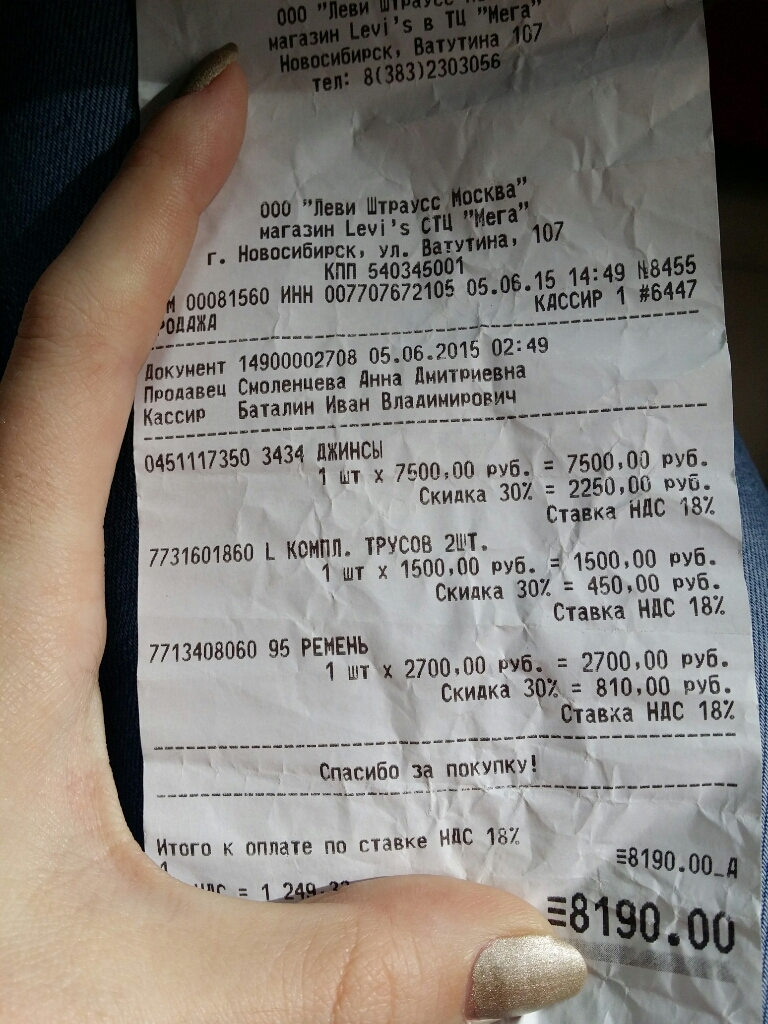 ООО "Леви Штраусс
магазин Levi's в ТЦ "Мега"
Новосибирск, Ватутина 107
тел: 8(383)2303056
ООО "Леви Штраусс Москва"
магазин Levi's СТЦ "Мега"
г. Новосибирск, ул. Ватутина, 107
КПП 540345001
М 00081560 ИНН 007707672105 05.06.15 14:49 №8455
РОДАЖА КАССИР 1 #6447
Документ 14900002708 05.06.2015 02:49
Продавец Смоленцева Анна Дмитриевна
Кассир Баталин Иван Владимирович
0451117350 3434 ДЖИНСЫ
1 шт x 7500,00 руб. = 7500,00 руб.
Скидка 30% = 2250,00 руб.
Ставка НДС 18%
7731601860 L КОМПЛ. ТРУСОВ 2ШТ.
1 шт x 1500,00 руб. = 1500,00 руб.
Скидка 30% = 450,00 руб.
Ставка НДС 18%
7713408060 95 РЕМЕНЬ
1 шт x 2700,00 руб. = 2700,00 руб.
Скидка 30% = 810,00 руб.
Ставка НДС 18%
Спасибо за покупку!
Итого к оплате по ставке НДС 18%
≡8190.00_А
НДС = 1 249.
≡8190.00